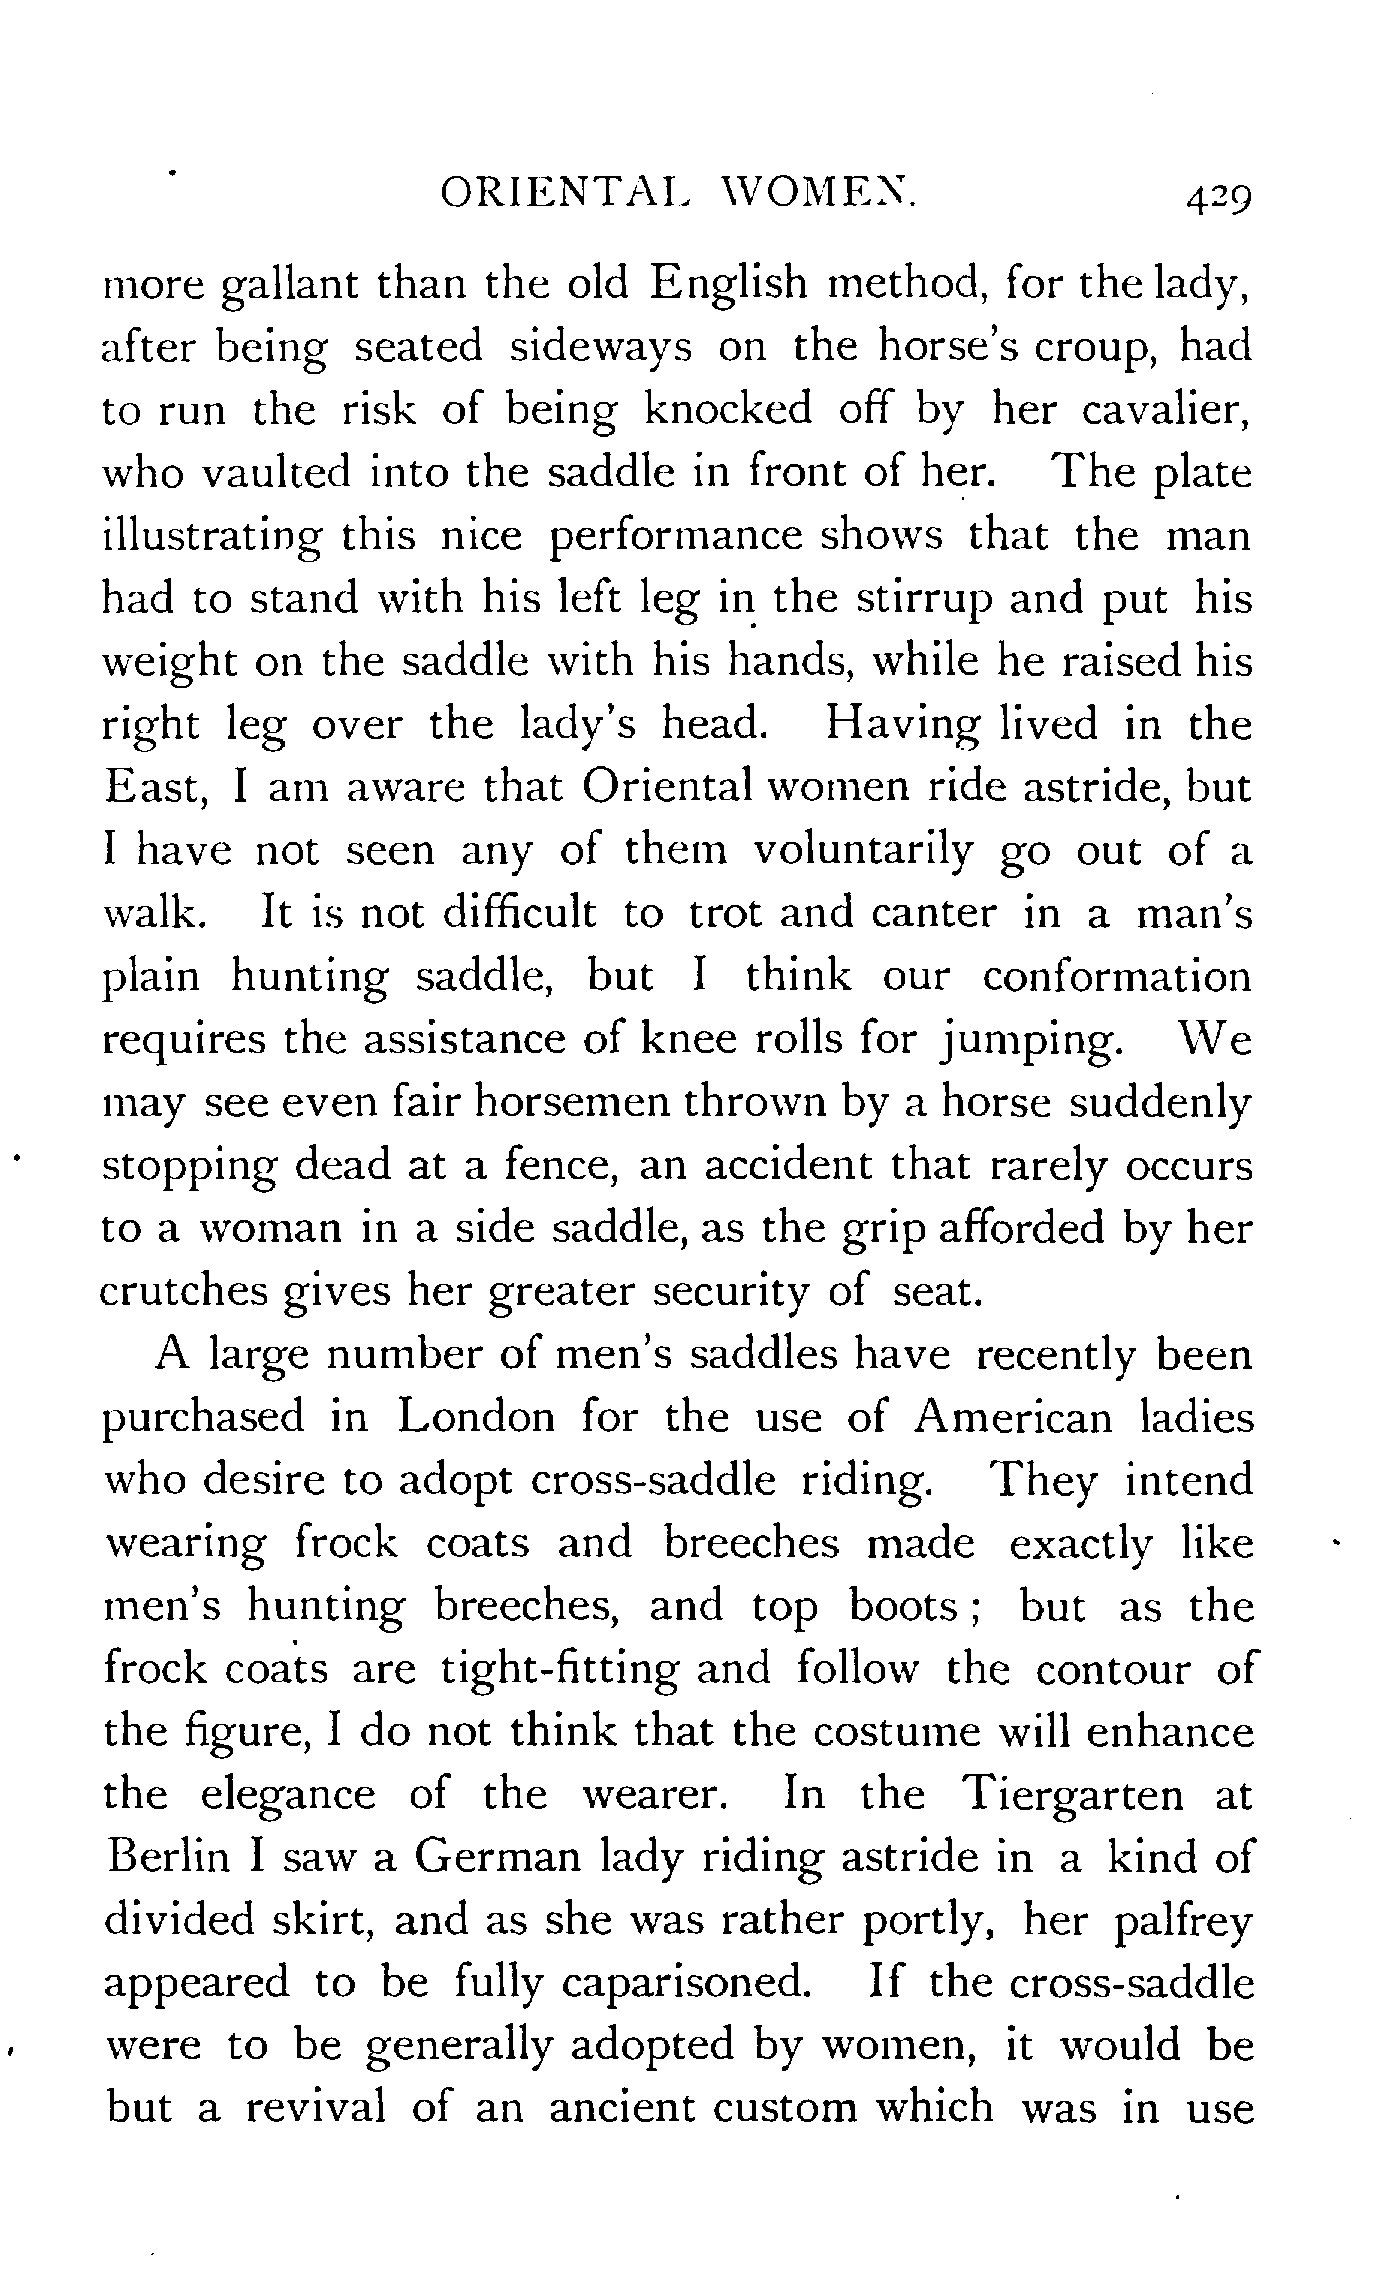 ORIENTAL WOMEN. 429
more gallant than the old English method, for the lady,
after being seated sideways on the horse's croup, had
to run the risk of being knocked off by her cavalier,
who vaulted into the saddle in front of her. The plate
illustrating this nice performance shows that the man
had to stand with his left leg in the stirrup and put his
weight on the saddle with his hands, while he raised his
right leg over the lady's head. Having lived in the
East, I am aware that Oriental women ride astride, but
I have not seen any of them voluntarily go out of a
walk. It is not difficult to trot and canter in a man's
plain hunting saddle, but I think our conformation
requires the assistance of knee rolls for jumping. We
may see even fair horsemen thrown by a horse suddenly
stopping dead at a fence, an accident that rarely occurs
to a woman in a side saddle, as the grip afforded by her
crutches gives her greater security of seat.
A large number of men's saddles have recently been
purchased in London for the use of American ladies
who desire to adopt cross-saddle riding. They intend
wearing frock coats and breeches made exactly like
men's hunting breeches, and top boots ; but as the
frock coats are tight-fitting and follow the contour of
the figure, I do not think that the costume will enhance
the elegance of the wearer. In the Tiergarten at
Berlin I saw a German lady riding astride in a kind of
divided skirt, and as she was rather portly, her palfrey
appeared to be fully caparisoned. If the cross-saddle
were to be generally adopted by women, it would be
but a revival of an ancient custom which was in use